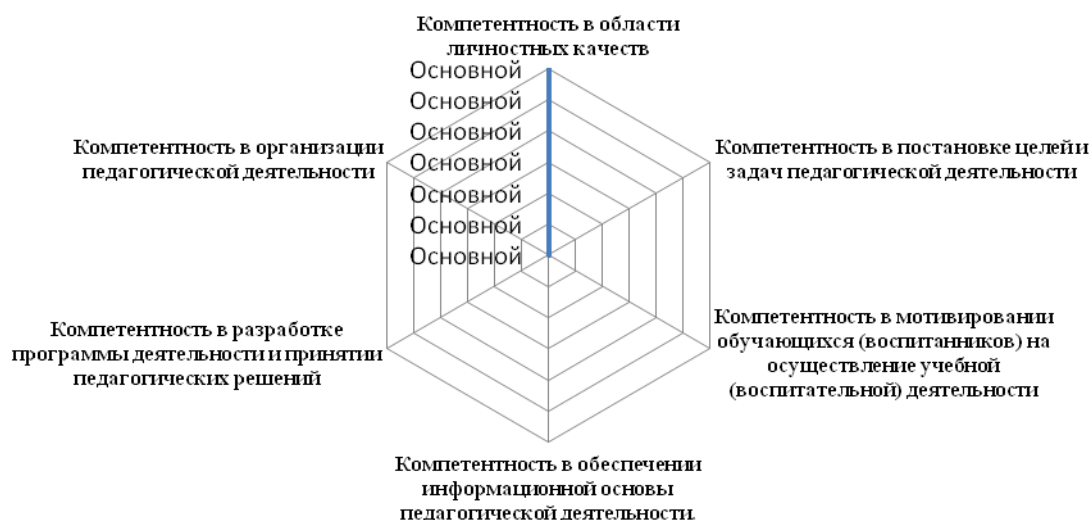 Компетентность в области
личностных качеств
Основной
Основной
Основной
Основной
Основной
Основной
Основной
Компетентность в организации
педагогической деятельности
Компетентность в постановке целей и
задач педагогической деятельности
Компетентность в разработке
программы деятельности и принятии
педагогических решений
Компетентность в мотивировании
обучающихся (воспитанников) на
осуществление учебной
(воспитательной) деятельности
Компетентность в обеспечении
информационной основы
педагогической деятельности.